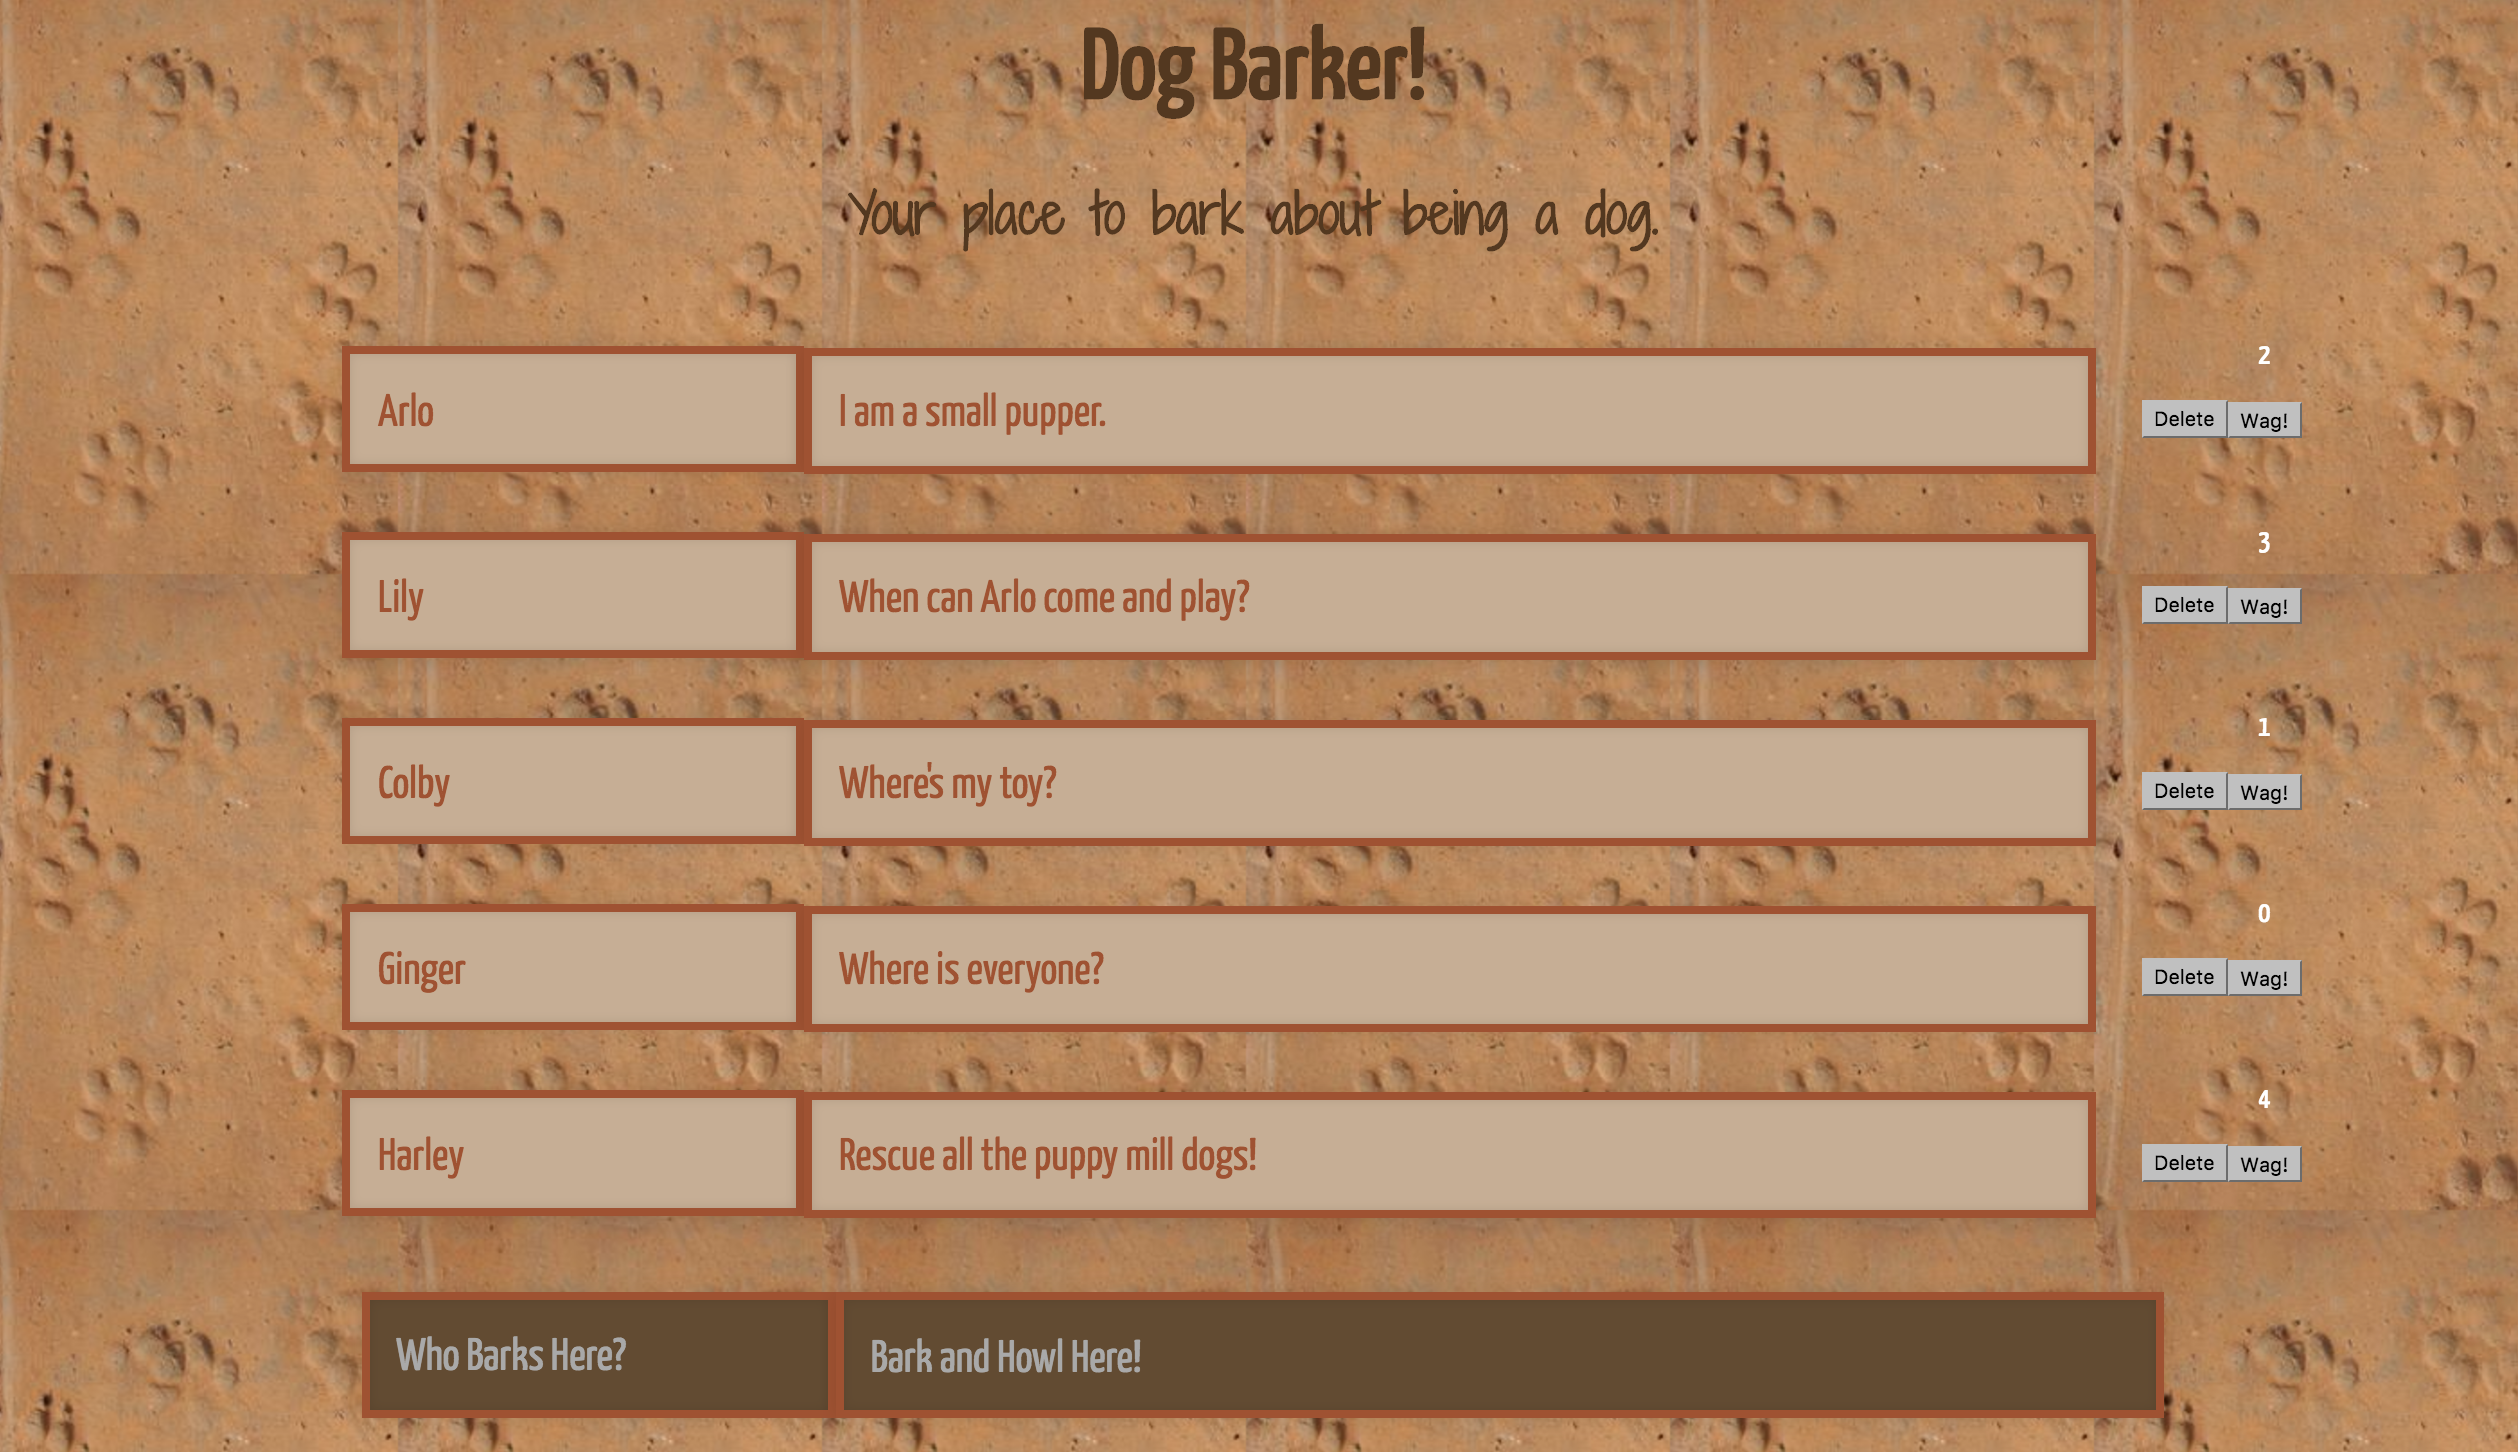 Dog Barker!
Your place to bark about being a dog.
2
Arlo I am a small pupper. Delete Wag!
3
Lily When can Arlo come and play? Delete Wag!
1
Colby Where's my toy? Delete Wag!
0
Ginger Where is everyone? Delete Wag!
4
Harley Rescue all the puppy mill dogs! Delete Wag!
Who Barks Here? Bark and Howl Here!